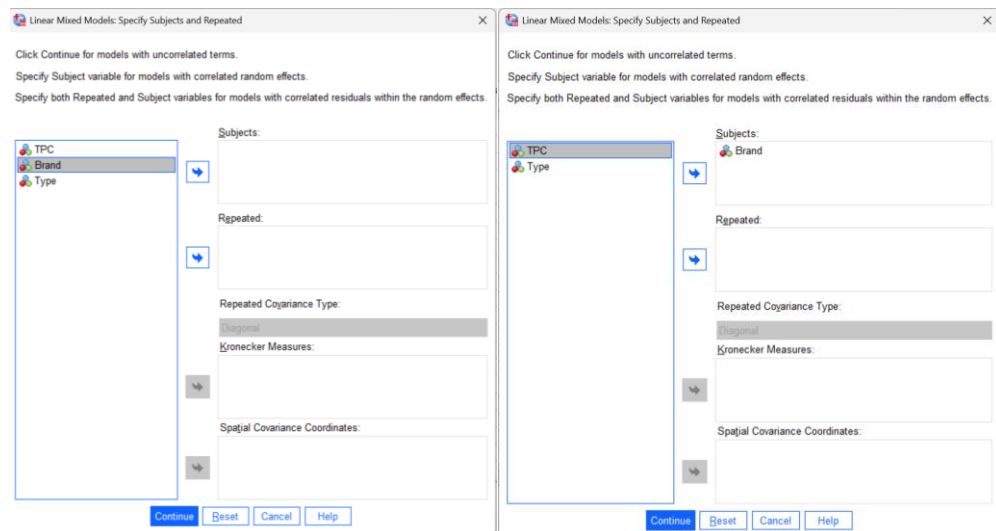 Linear Mixed Models: Specify Subjects and Repeated
Click Continue for models with uncorrelated terms.
Specify Subject variable for models with correlated random effects.
Specify both Repeated and Subject variables for models with correlated residuals within the random effects.
Subjects:
TPC
Brand
Type
Repeated:
Repeated Covariance Type:
Diagonal
Kronecker Measures:
Spatial Covariance Coordinates:
Continue Reset Cancel Help
Linear Mixed Models: Specify Subjects and Repeated
Click Continue for models with uncorrelated terms.
Specify Subject variable for models with correlated random effects.
Specify both Repeated and Subject variables for models with correlated residuals within the random effects.
Subjects:
TPC
Type
Brand
Repeated:
Repeated Covariance Type:
Diagonal
Kronecker Measures:
Spatial Covariance Coordinates:
Continue Reset Cancel Help